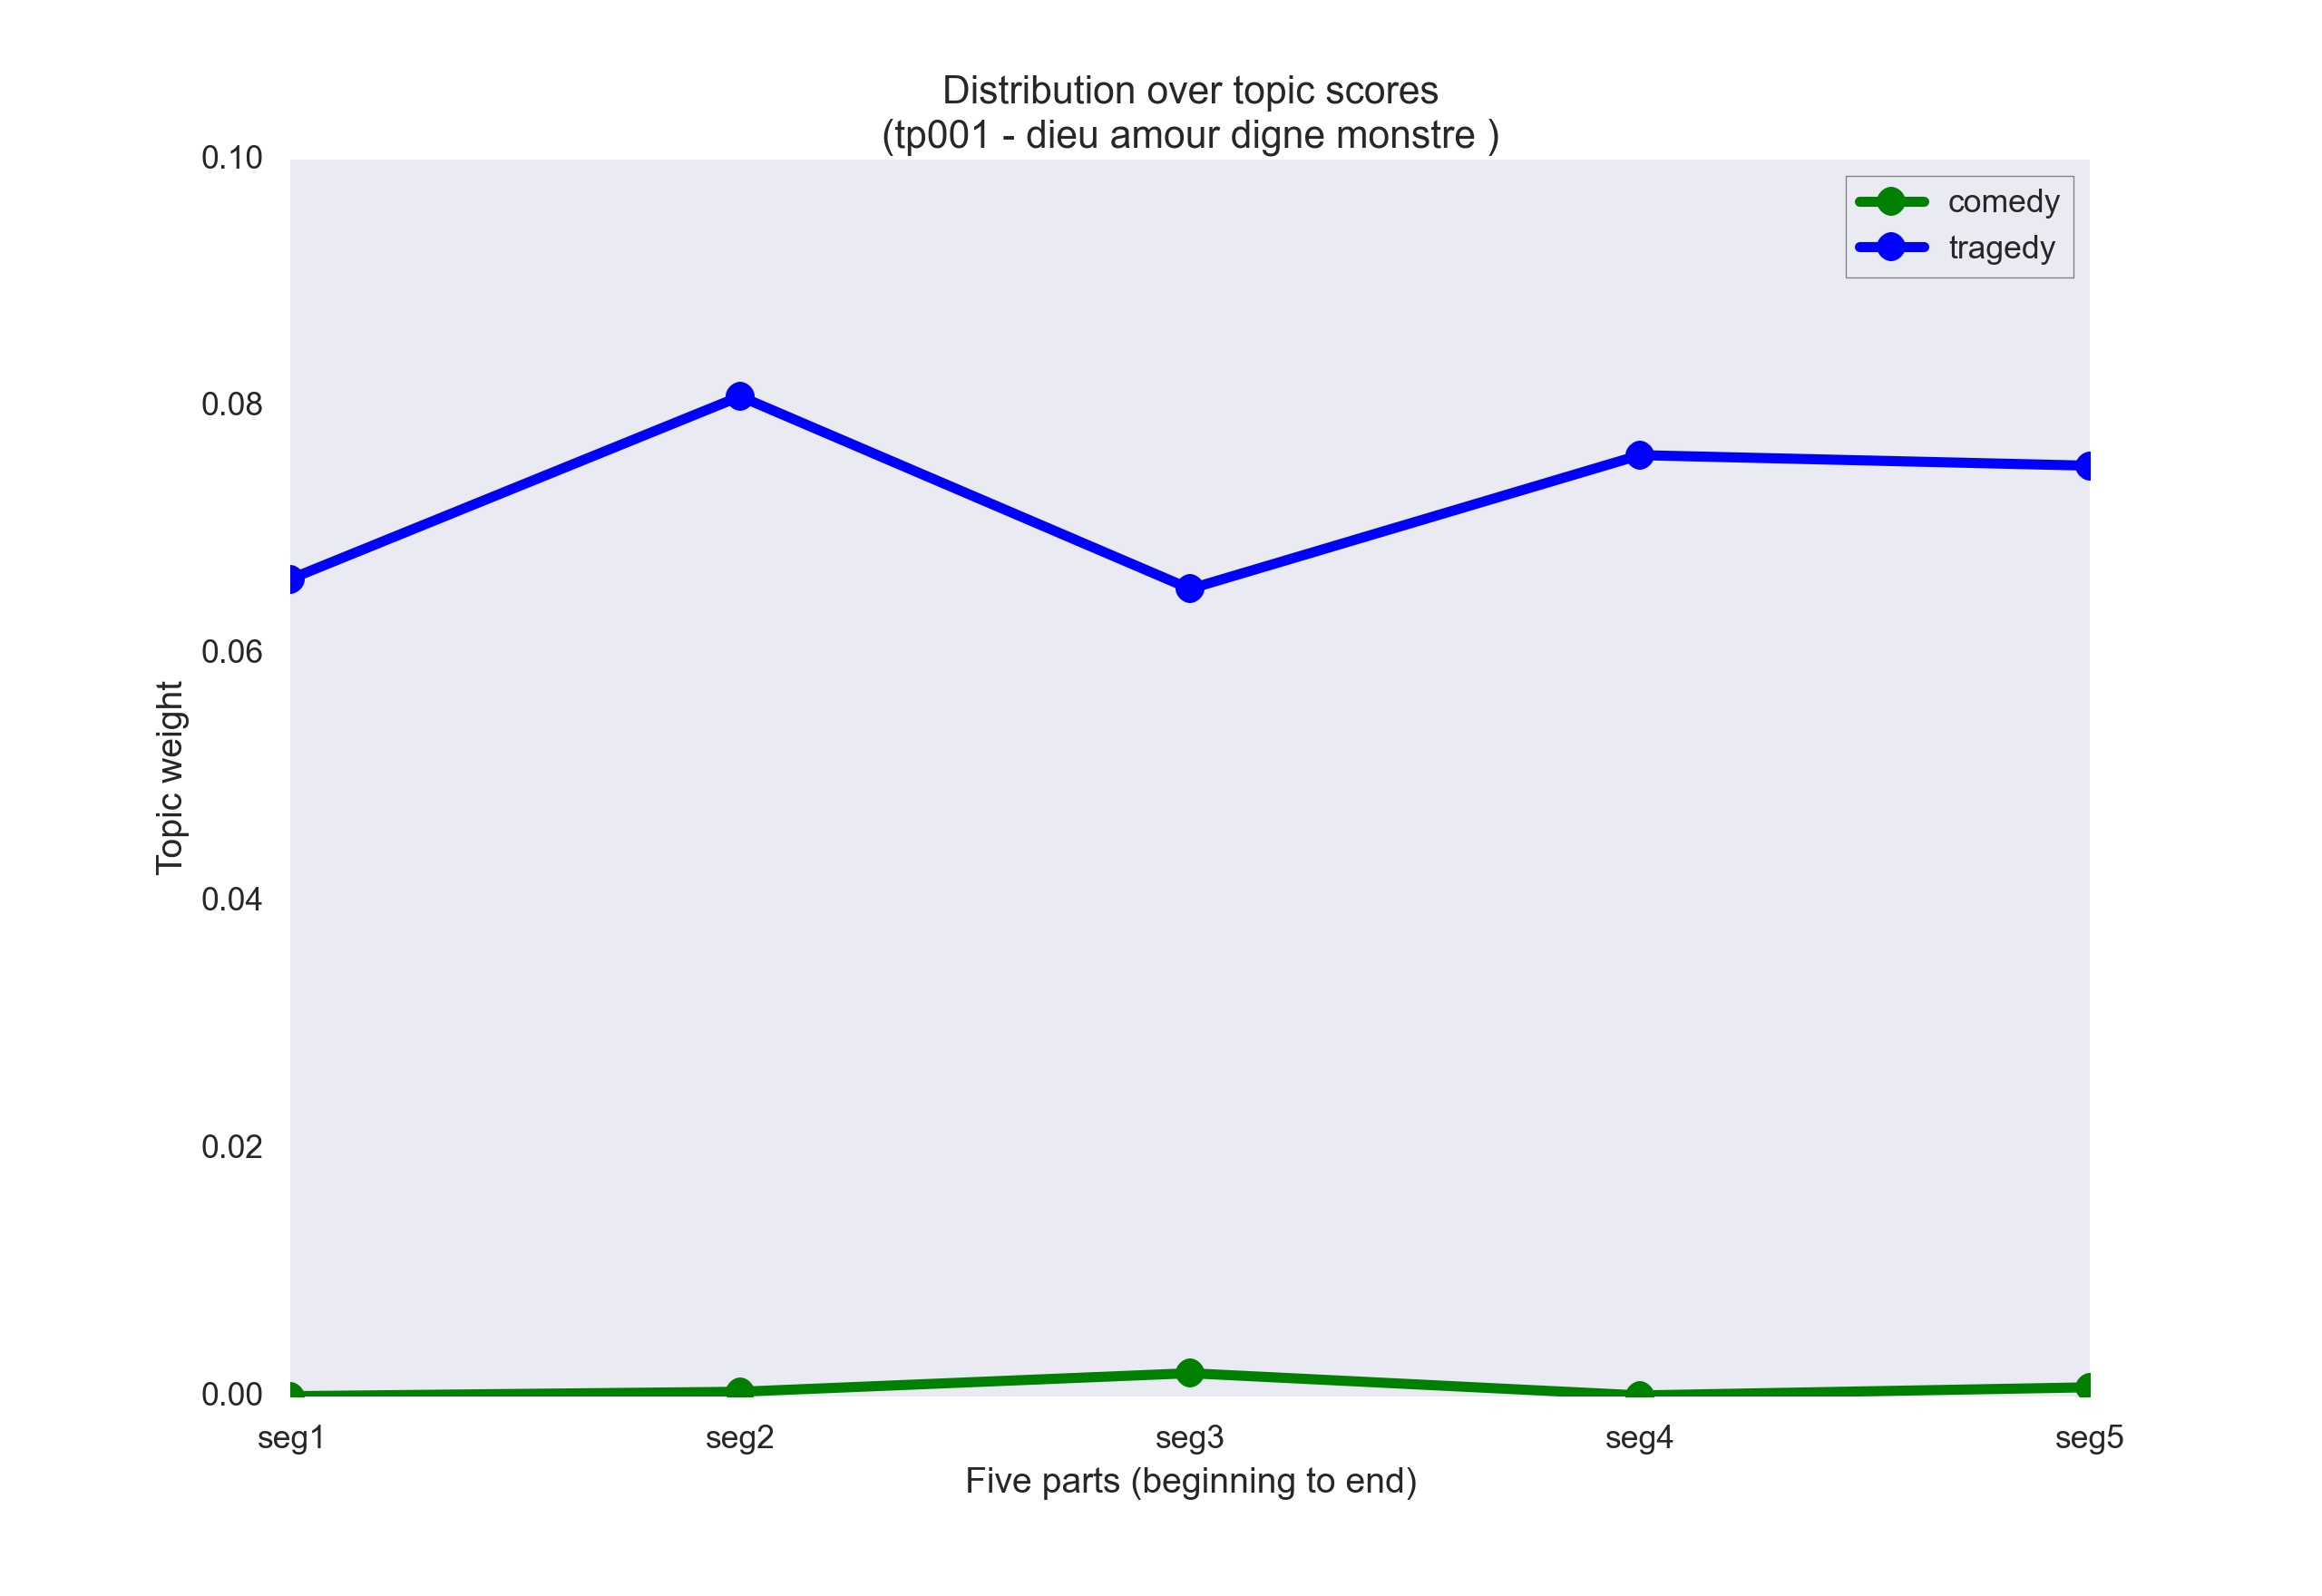 Distribution over topic scores
(tp001 - dieu amour digne monstre )
0.10
comedy
tragedy
0.08
0.06
Topic weight
0.04
0.02
0.00
seg1 seg2 seg3 seg4 seg5
Five parts (beginning to end)